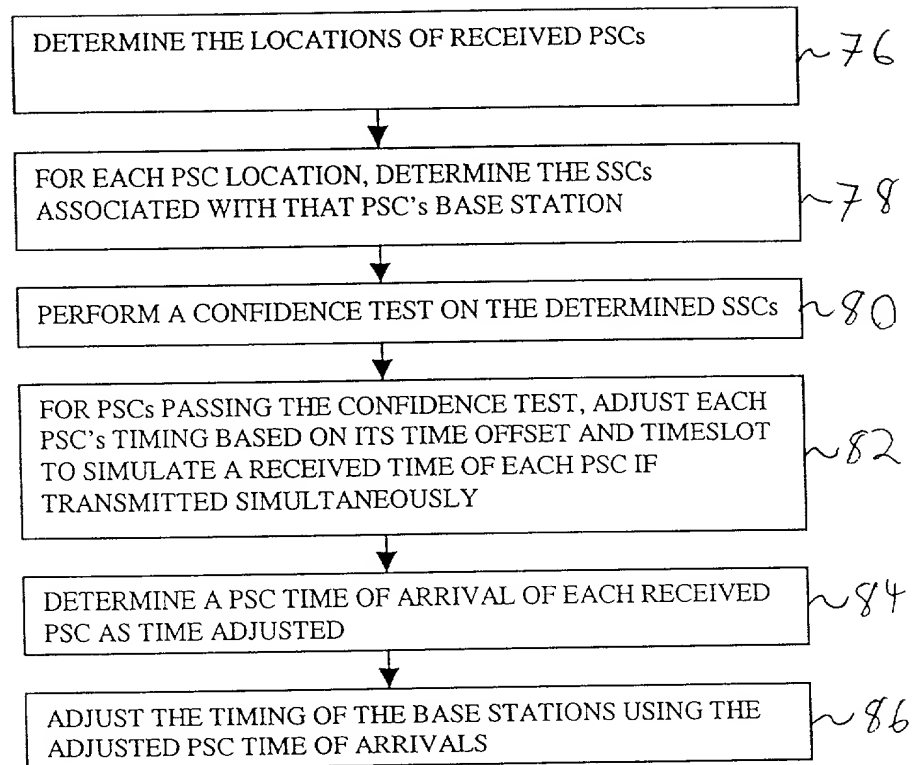 DETERMINE THE LOCATIONS OF RECEIVED PSCs
~76
FOR EACH PSC LOCATION, DETERMINE THE SSCs
ASSOCIATED WITH THAT PSC's BASE STATION
~78
PERFORM A CONFIDENCE TEST ON THE DETERMINED SSCs
~80
FOR PSCs PASSING THE CONFIDENCE TEST, ADJUST EACH
PSC's TIMING BASED ON ITS TIME OFFSET AND TIMESLOT
TO SIMULATE A RECEIVED TIME OF EACH PSC IF
TRANSMITTED SIMULTANEOUSLY
~82
DETERMINE A PSC TIME OF ARRIVAL OF EACH RECEIVED
PSC AS TIME ADJUSTED
~84
ADJUST THE TIMING OF THE BASE STATIONS USING THE
ADJUSTED PSC TIME OF ARRIVALS
~86